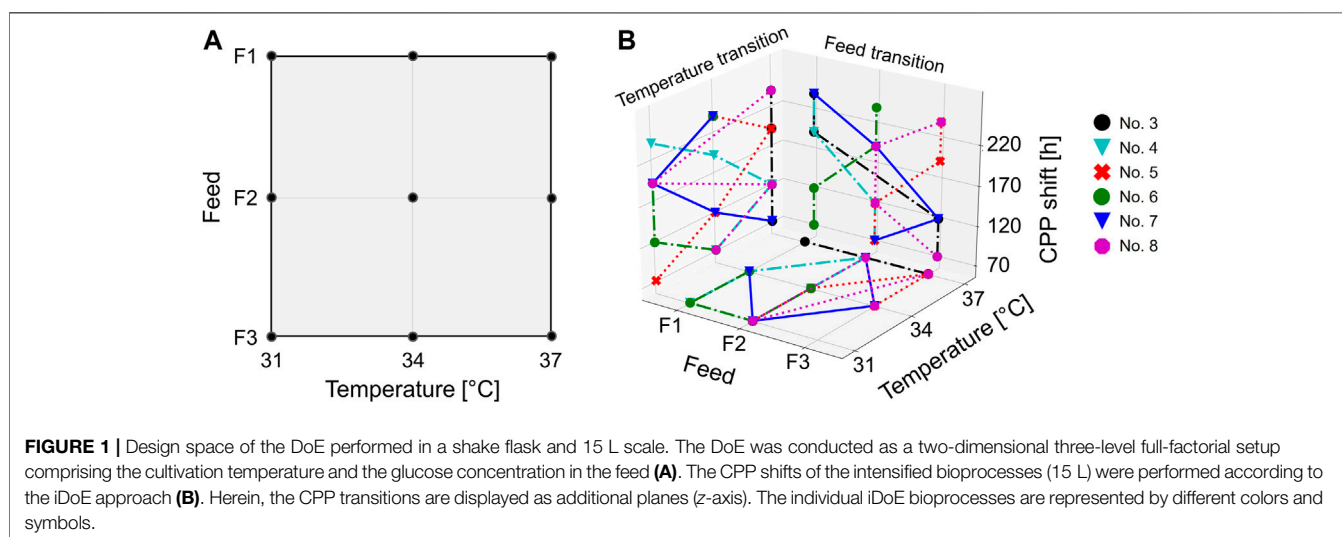 A
F1
F2
F3
Feed
31
34
37
Temperature [°C]
B
Temperature transition
Feed transition
220
170
120
70
CPP shift [h]
37
34
31
Temperature [°C]
F1
F2
F3
Feed
No. 3
No. 4
No. 5
No. 6
No. 7
No. 8
FIGURE 1 | Design space of the DoE performed in a shake flask and 15 L scale. The DoE was conducted as a two-dimensional three-level full-factorial setup
comprising the cultivation temperature and the glucose concentration in the feed (A). The CPP shifts of the intensified bioprocesses (15 L) were performed according to
the iDoE approach (B). Herein, the CPP transitions are displayed as additional planes (z-axis). The individual iDoE bioprocesses are represented by different colors and
symbols.